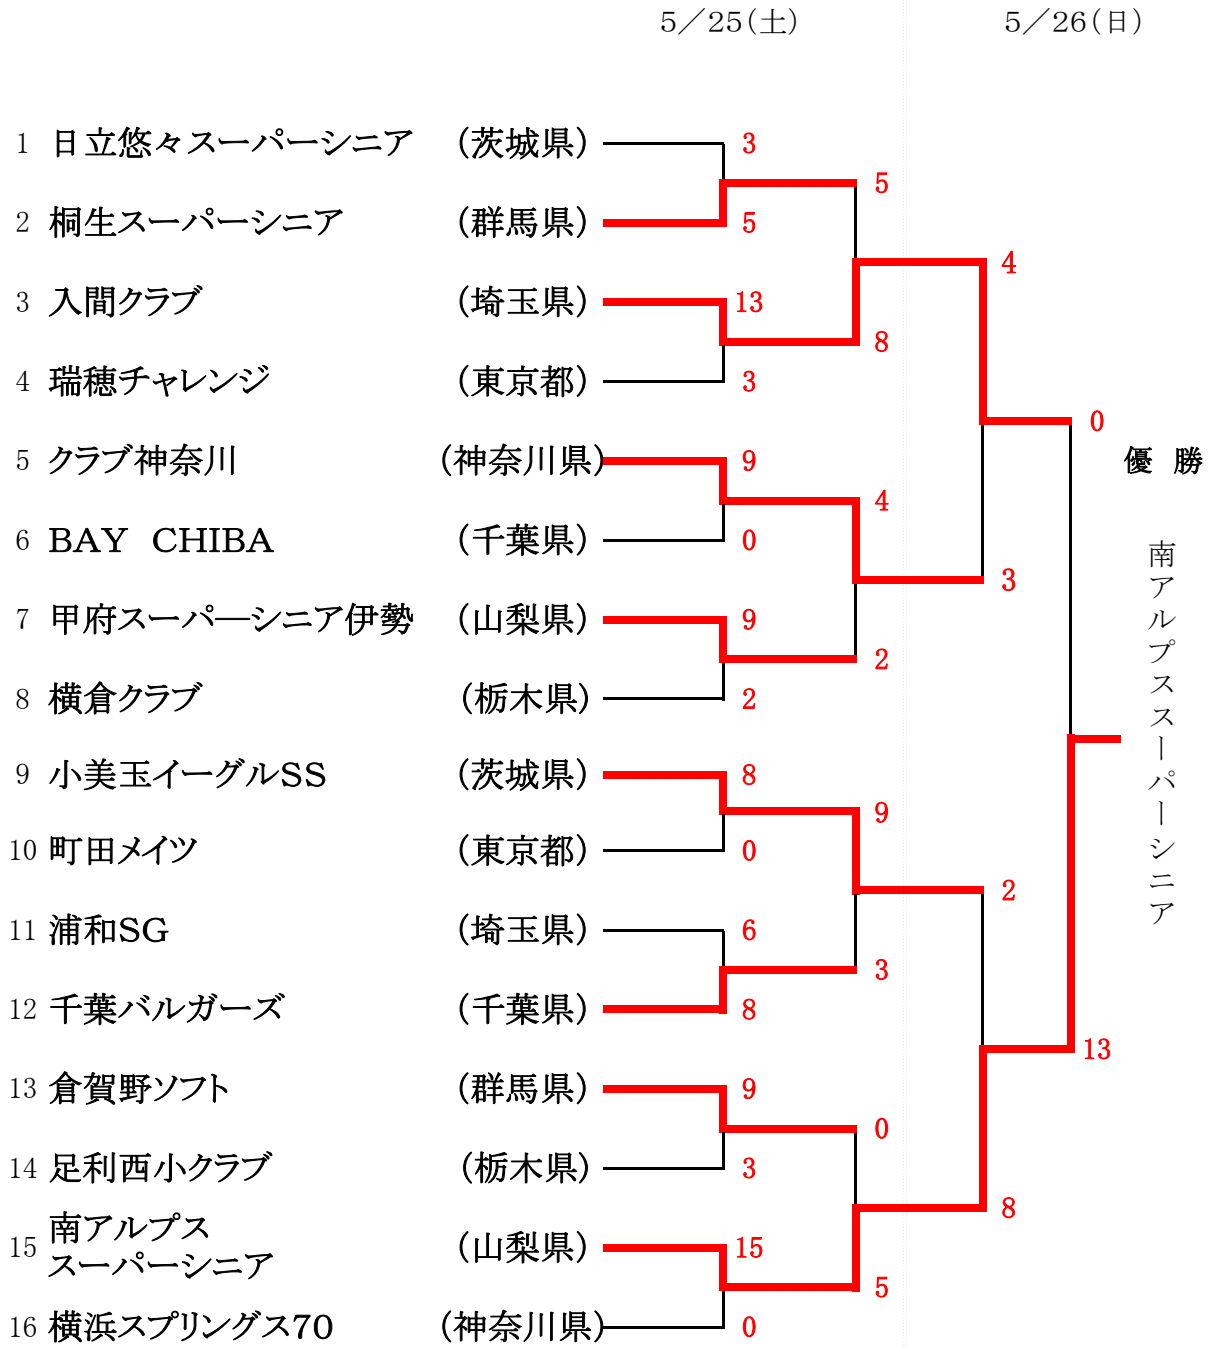 5／25(土) 5／26(日)
1 日立悠々スーパーシニア (茨城県) 3
5
2 桐生スーパーシニア (群馬県) 5
4
3 入間クラブ (埼玉県) 13
8
4 瑞穂チャレンジ (東京都) 3
0
5 クラブ神奈川 (神奈川県) 9
優 勝
4
6 BAY CHIBA (千葉県) 0
3
7 甲府スーパーシニア伊勢 (山梨県) 9
2
8 横倉クラブ (栃木県) 2
南アルプススーパーシニア
9 小美玉イーグルSS (茨城県) 8
9
10 町田メイツ (東京都) 0
2
11 浦和SG (埼玉県) 6
3
12 千葉バルガーズ (千葉県) 8
13
13 倉賀野ソフト (群馬県) 9
0
14 足利西小クラブ (栃木県) 3
8
南アルプス
15 スーパーシニア (山梨県) 15
5
16 横浜スプリングス70 (神奈川県) 0